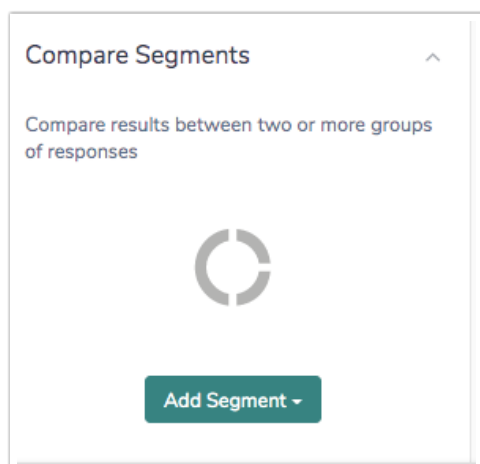 Compare Segments
Compare results between two or more groups
of responses
Add Segment